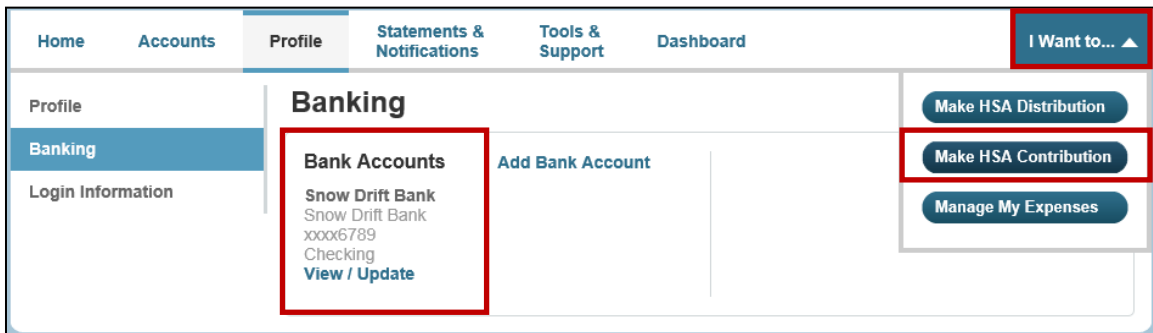 Home
Accounts
Profile
Statements &
Notifications
Tools &
Support
Dashboard
I Want to...
Profile
Banking
Login Information
Banking
Bank Accounts
Add Bank Account
Snow Drift Bank
Snow Drift Bank
xxxx6789
Checking
View / Update
Make HSA Distribution
Make HSA Contribution
Manage My Expenses